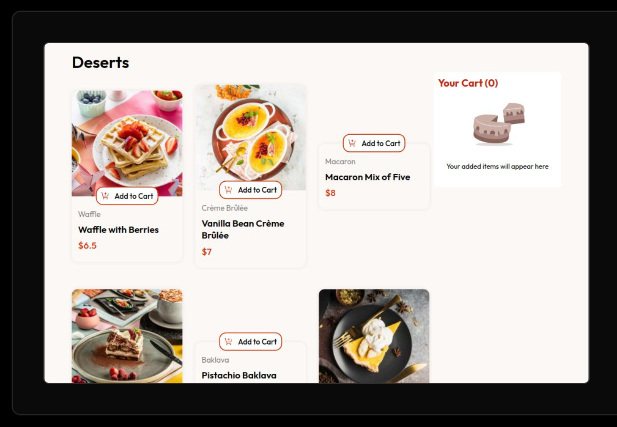 Deserts
Your Cart (0)
Your added items will appear here
Add to Cart
Waffle
Waffle with Berries
$6.5
Add to Cart
Crème Brûlée
Vanilla Bean Crème
Brûlée
$7
Add to Cart
Macaron
Macaron Mix of Five
$8
Add to Cart
Baklava
Pistachio Baklava